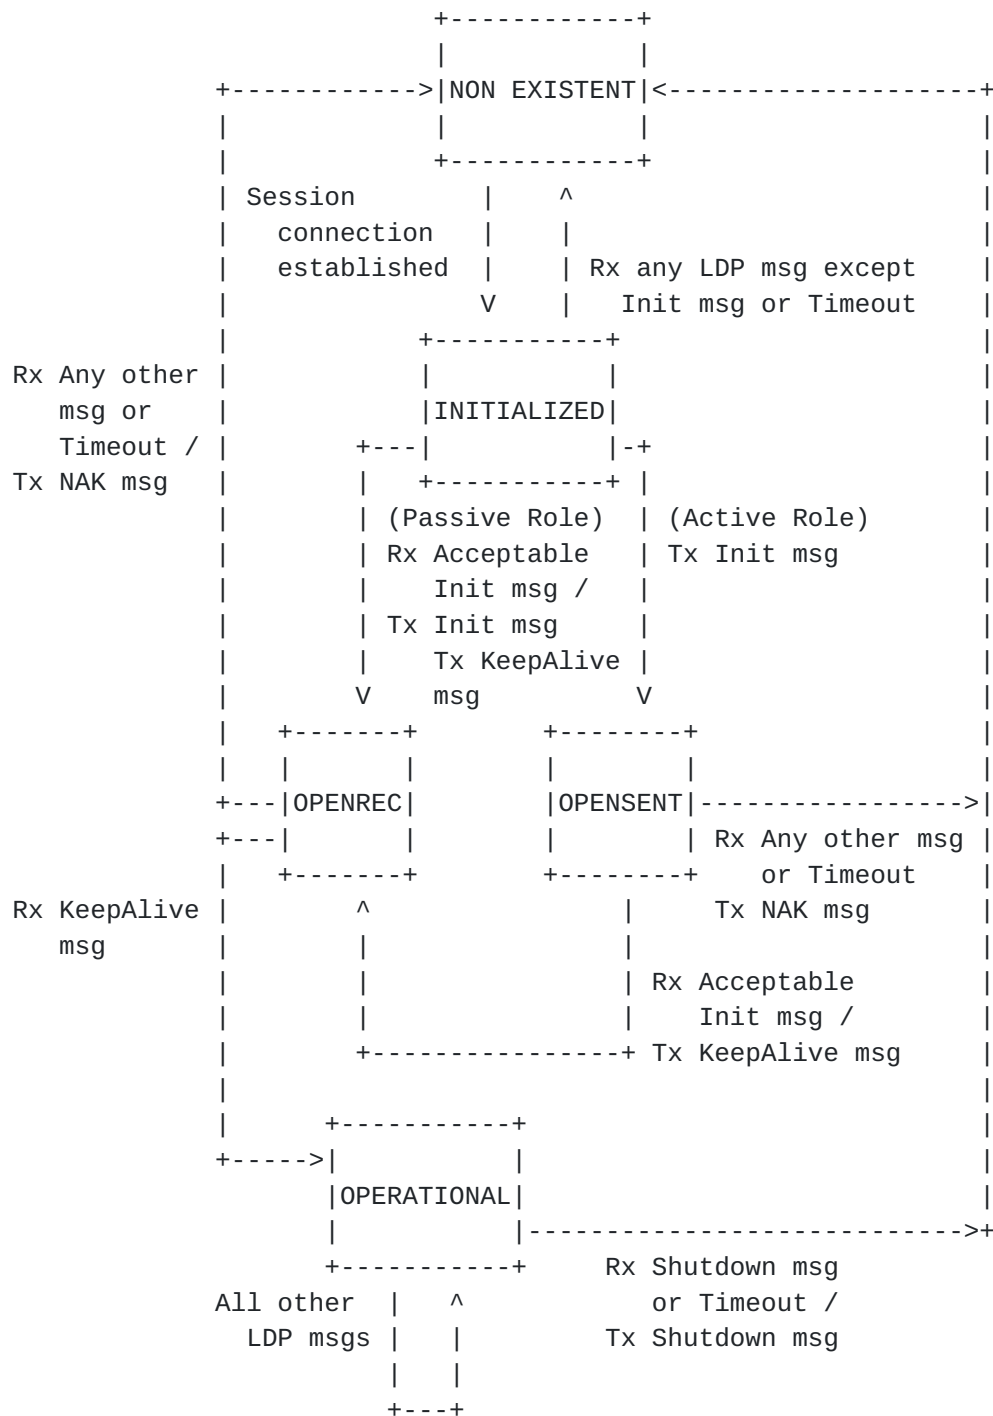 NON EXISTENT
Session
connection
established
Rx any LDP msg except
Init msg or Timeout
Rx Any other
msg or
Timeout /
Tx NAK msg
INITIALIZED
(Passive Role)
Rx Acceptable
Init msg /
Tx Init msg
Tx KeepAlive
msg
(Active Role)
Tx Init msg
OPENREC
OPENSENT
Rx Any other msg
or Timeout
Tx NAK msg
Rx KeepAlive
msg
Rx Acceptable
Init msg /
Tx KeepAlive msg
OPERATIONAL
Rx Shutdown msg
or Timeout /
Tx Shutdown msg
All other
LDP msgs